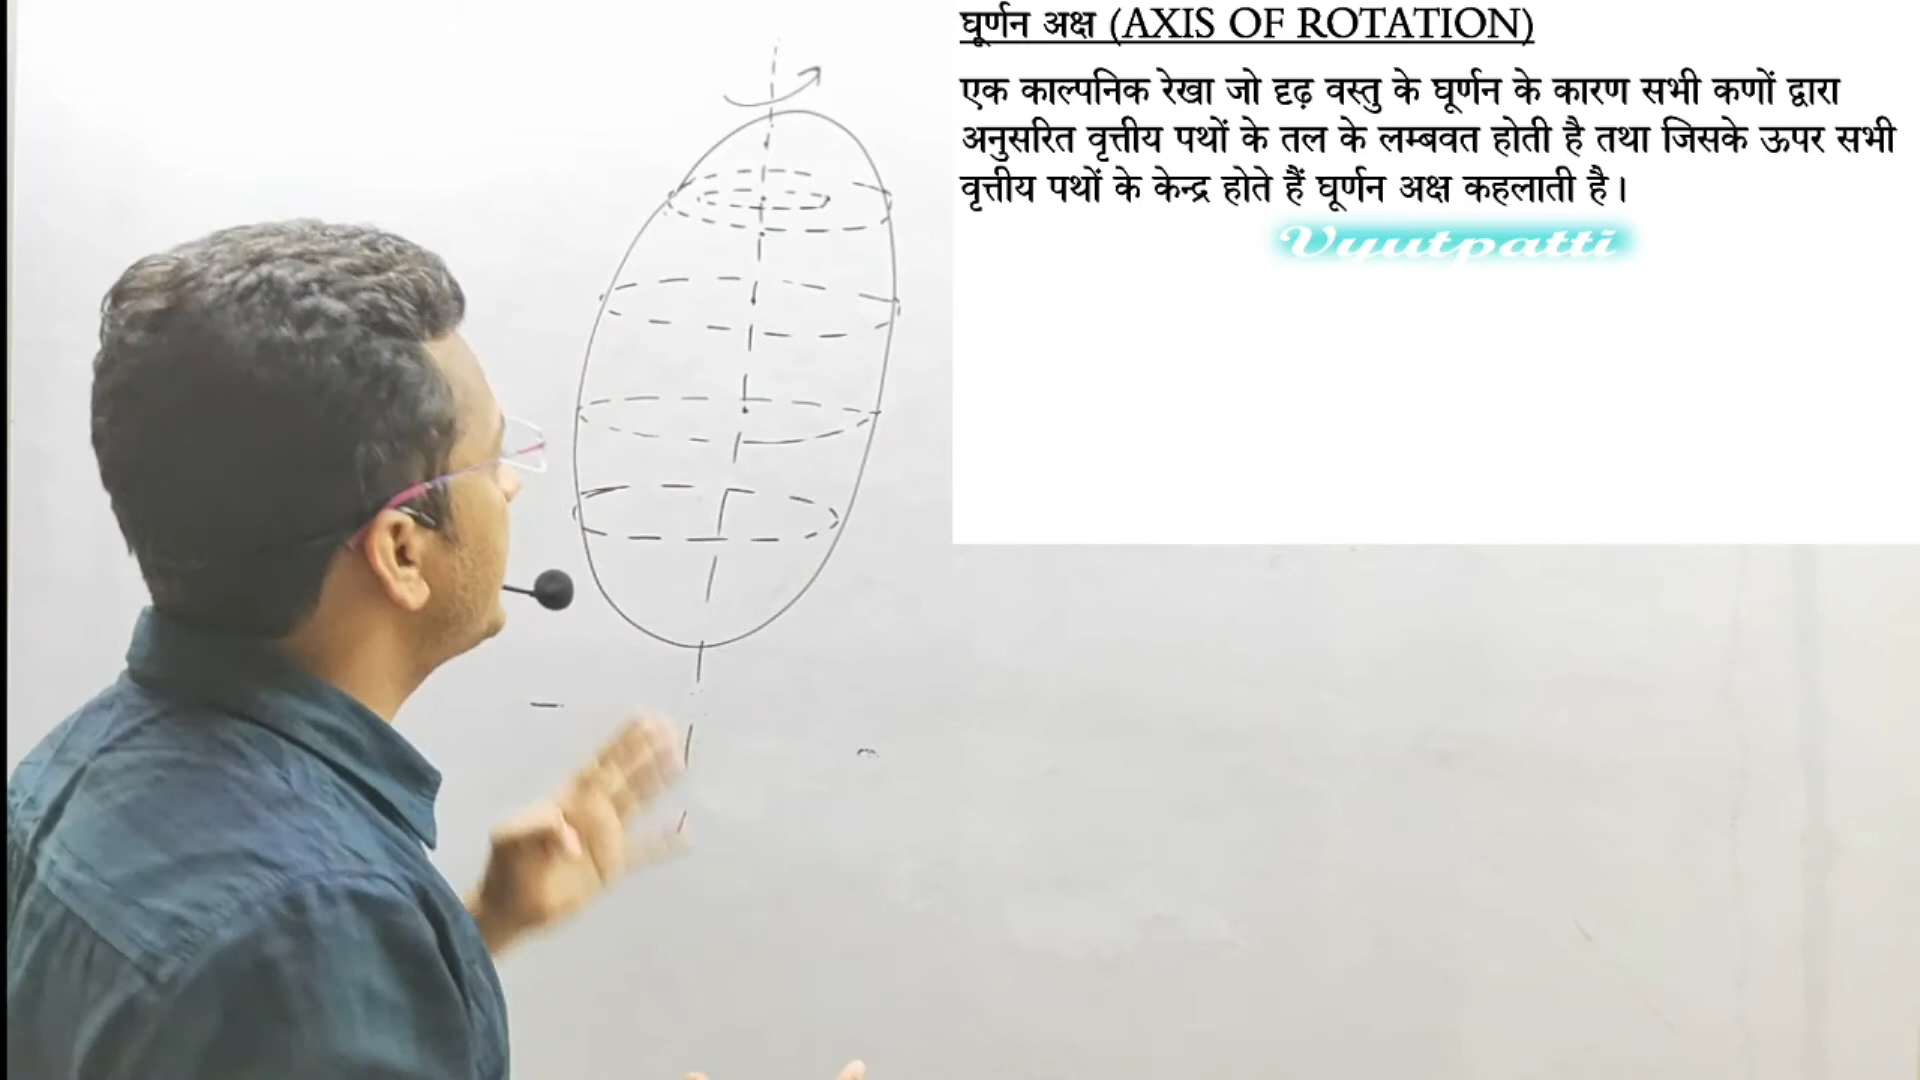 घूर्णन अक्ष (AXIS OF ROTATION)
एक काल्पनिक रेखा जो दृढ़ वस्तु के घूर्णन के कारण सभी कणों द्वारा
अनुसरित वृत्तीय पथों के तल के लम्बवत होती है तथा जिसके ऊपर सभी
वृत्तीय पथों के केन्द्र होते हैं घूर्णन अक्ष कहलाती है।
Vyutpatti